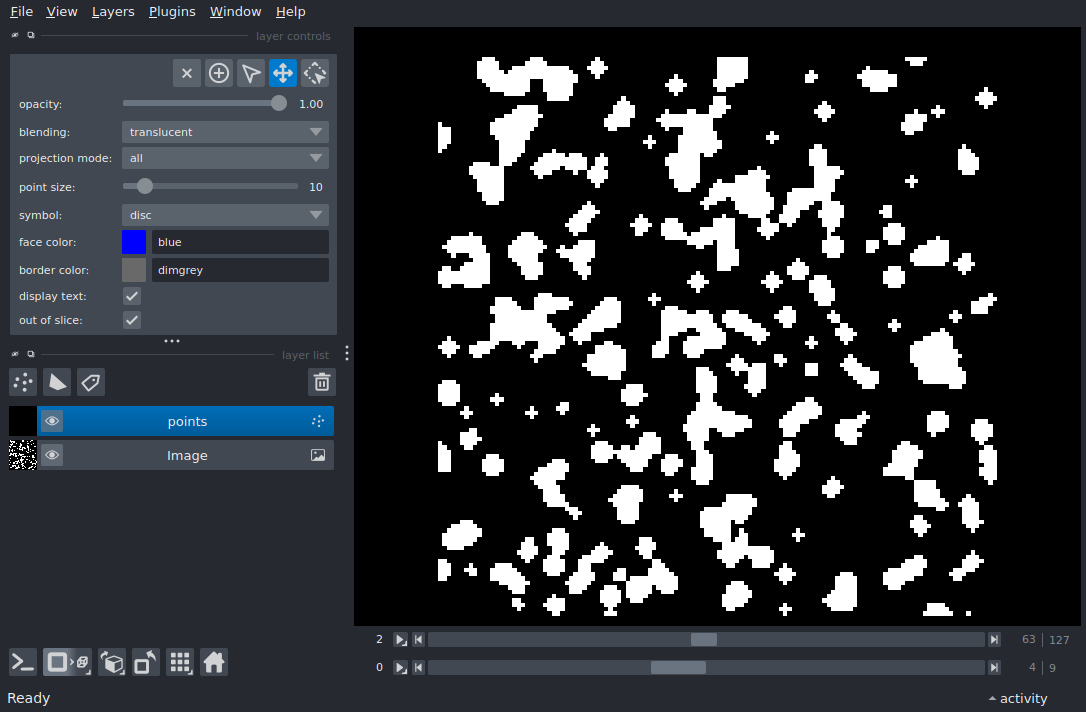 File View Layers Plugins Window Help
layer controls
opacity: 1.00
blending: translucent
projection mode: all
point size: 10
symbol: disc
face color: blue
border color: dimgrey
display text:
out of slice:
layer list
points
Image
2 63 127
0 4 9
Ready activity